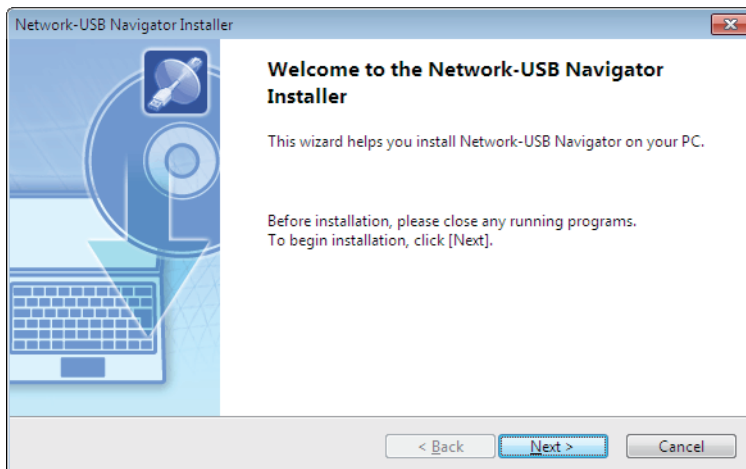 Network-USB Navigator Installer
Welcome to the Network-USB Navigator
Installer
This wizard helps you install Network-USB Navigator on your PC.
Before installation, please close any running programs.
To begin installation, click [Next].
< Back
Next >
Cancel